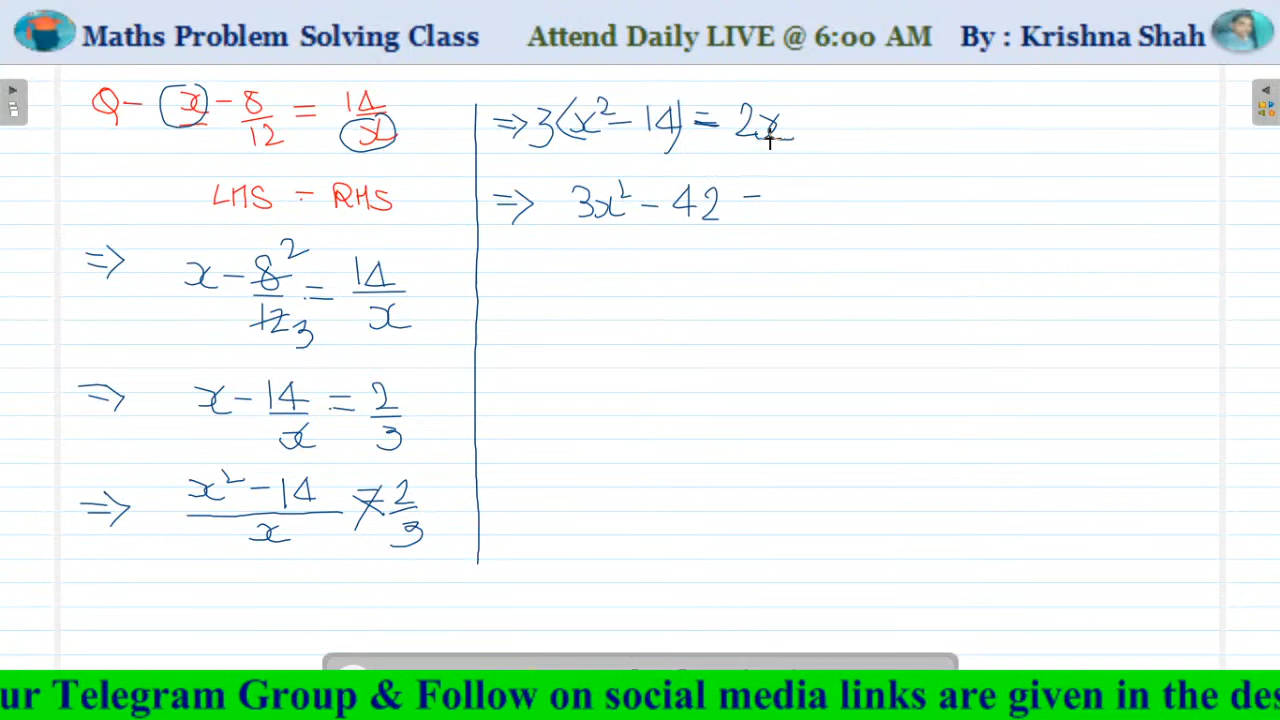 Maths Problem Solving Class Attend Daily LIVE @ 6:00 AM By : Krishna Shah
Q- x - 8/12 = 14/x
LHS = RHS
=> x - 8/12 = 14/x
2
3
=> x - 14/x = 2/3
=> x² - 14/x = 2/3
=> 3(x² - 14) = 2x
=> 3x² - 42 =
ur Telegram Group & Follow on social media links are given in the des